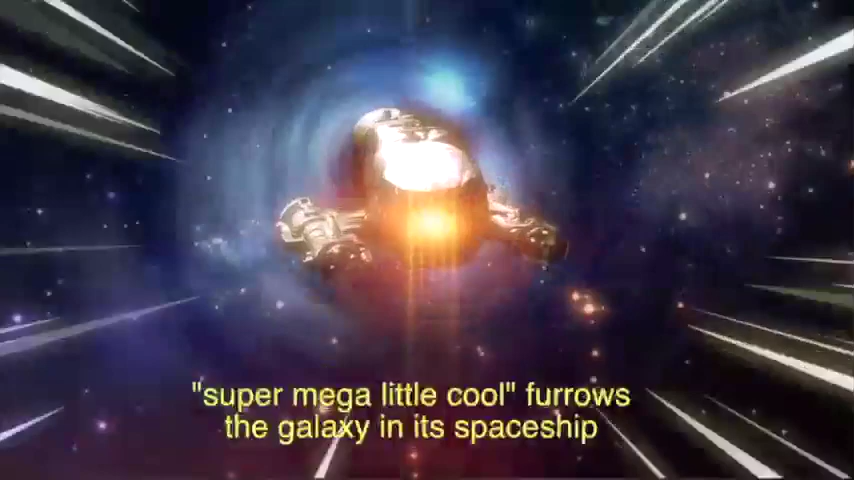 "super mega little cool" furrows
the galaxy in its spaceship